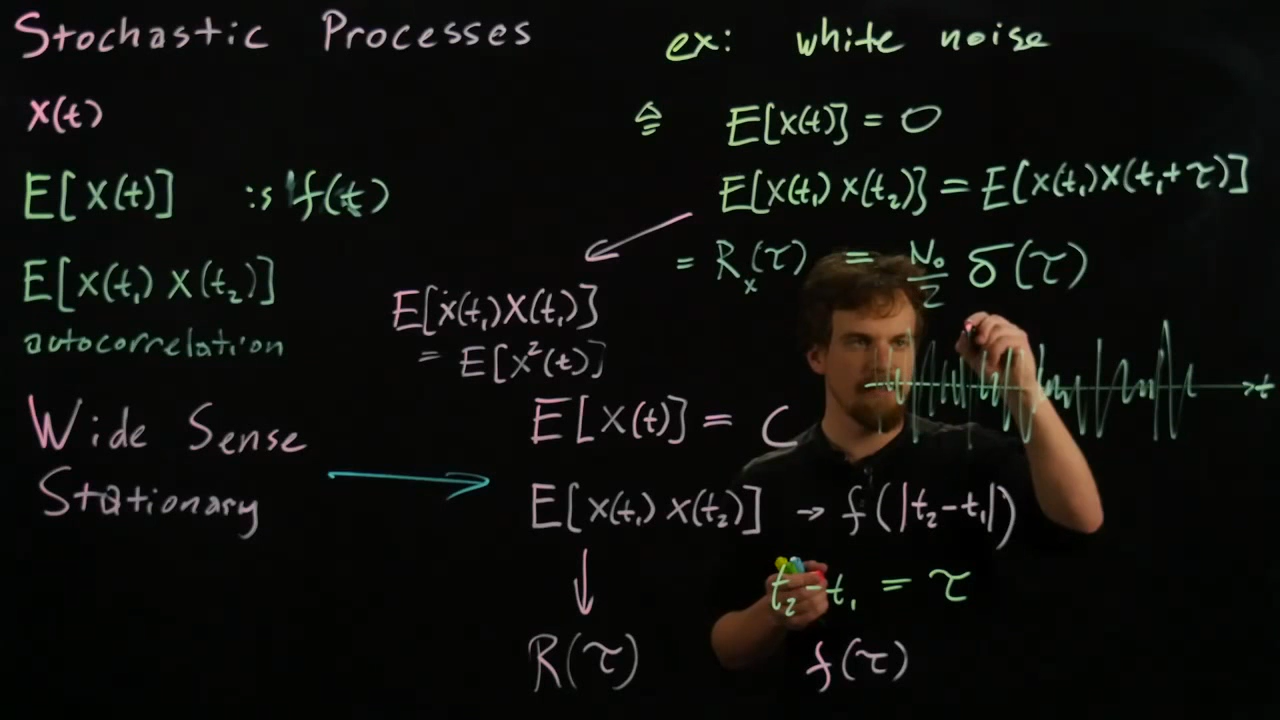 Stochastic Processes
X(t)
E[X(t)] is f(t)
E[X(t₁) X(t₂)]
autocorrelation
Wide Sense
Stationary
ex: white noise
≙ E[X(t)] = 0
E[X(t₁) X(t₂)] = E[X(t₁)X(t₁+τ)]
= Rₓ(τ) = N₀/2 δ(τ)
E[X(t₁)X(t₁)]
= E[X²(t)]
t
E[X(t)] = C
E[X(t₁) X(t₂)] → f(|t₂-t₁|)
t₂-t₁ = τ
R(τ) f(τ)